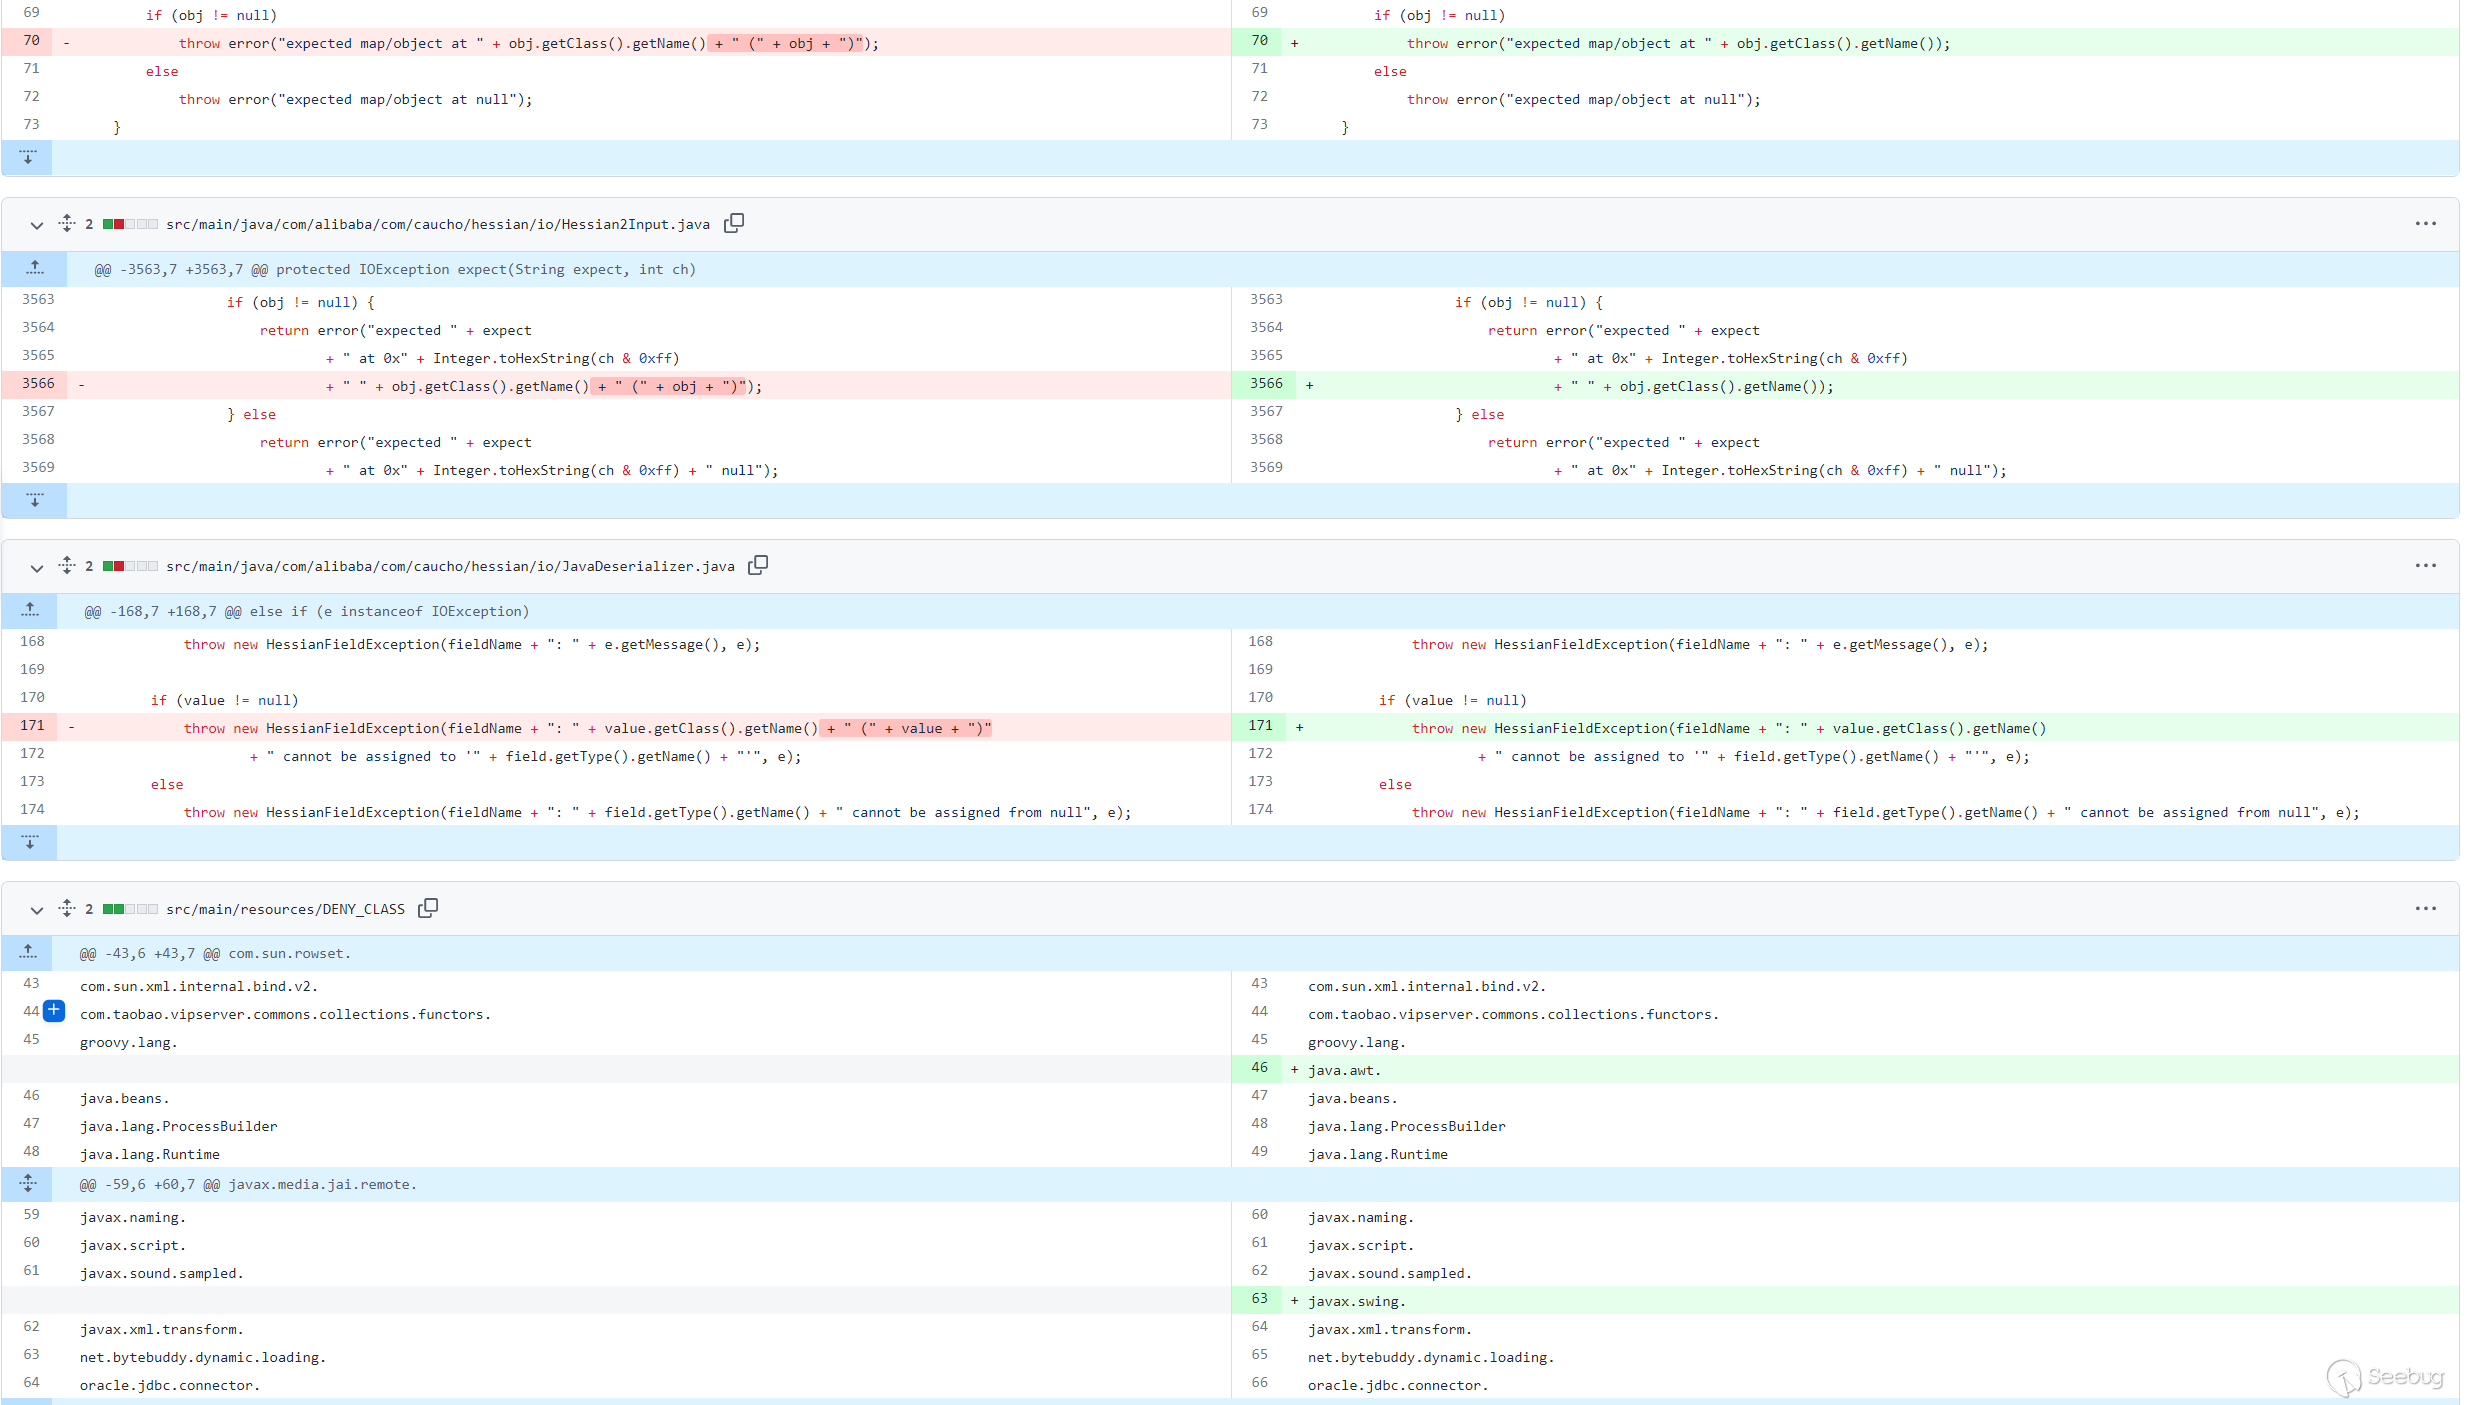 69 if (obj != null) 69 if (obj != null)
70 - throw error("expected map/object at " + obj.getClass().getName() + " (" + obj + ")"); 70 + throw error("expected map/object at " + obj.getClass().getName());
71 else 71 else
72 throw error("expected map/object at null"); 72 throw error("expected map/object at null");
73 } 73 }
2 src/main/java/com/alibaba/com/caucho/hessian/io/Hessian2Input.java
@@ -3563,7 +3563,7 @@ protected IOException expect(String expect, int ch)
3563 if (obj != null) { 3563 if (obj != null) {
3564 return error("expected " + expect 3564 return error("expected " + expect
3565 + " at 0x" + Integer.toHexString(ch & 0xff) 3565 + " at 0x" + Integer.toHexString(ch & 0xff)
3566 - + " " + obj.getClass().getName() + " (" + obj + ")"); 3566 + + " " + obj.getClass().getName());
3567 } else 3567 } else
3568 return error("expected " + expect 3568 return error("expected " + expect
3569 + " at 0x" + Integer.toHexString(ch & 0xff) + " null"); 3569 + " at 0x" + Integer.toHexString(ch & 0xff) + " null");
2 src/main/java/com/alibaba/com/caucho/hessian/io/JavaDeserializer.java
@@ -168,7 +168,7 @@ else if (e instanceof IOException)
168 throw new HessianFieldException(fieldName + ": " + e.getMessage(), e); 168 throw new HessianFieldException(fieldName + ": " + e.getMessage(), e);
169 169
170 if (value != null) 170 if (value != null)
171 - throw new HessianFieldException(fieldName + ": " + value.getClass().getName() + " (" + value + ")" 171 + throw new HessianFieldException(fieldName + ": " + value.getClass().getName()
172 + " cannot be assigned to '" + field.getType().getName() + "'", e); 172 + " cannot be assigned to '" + field.getType().getName() + "'", e);
173 else 173 else
174 throw new HessianFieldException(fieldName + ": " + field.getType().getName() + " cannot be assigned from null", e); 174 throw new HessianFieldException(fieldName + ": " + field.getType().getName() + " cannot be assigned from null", e);
2 src/main/resources/DENY_CLASS
@@ -43,6 +43,7 @@ com.sun.rowset.
43 com.sun.xml.internal.bind.v2. 43 com.sun.xml.internal.bind.v2.
44 com.taobao.vipserver.commons.collections.functors. 44 com.taobao.vipserver.commons.collections.functors.
45 groovy.lang. 45 groovy.lang.
46 + java.awt.
46 java.beans. 47 java.beans.
47 java.lang.ProcessBuilder 48 java.lang.ProcessBuilder
48 java.lang.Runtime 49 java.lang.Runtime
@@ -59,6 +60,7 @@ javax.media.jai.remote.
59 javax.naming. 60 javax.naming.
60 javax.script. 61 javax.script.
61 javax.sound.sampled. 62 javax.sound.sampled.
63 + javax.swing.
62 javax.xml.transform. 64 javax.xml.transform.
63 net.bytebuddy.dynamic.loading. 65 net.bytebuddy.dynamic.loading.
64 oracle.jdbc.connector. 66 oracle.jdbc.connector.
Seebug